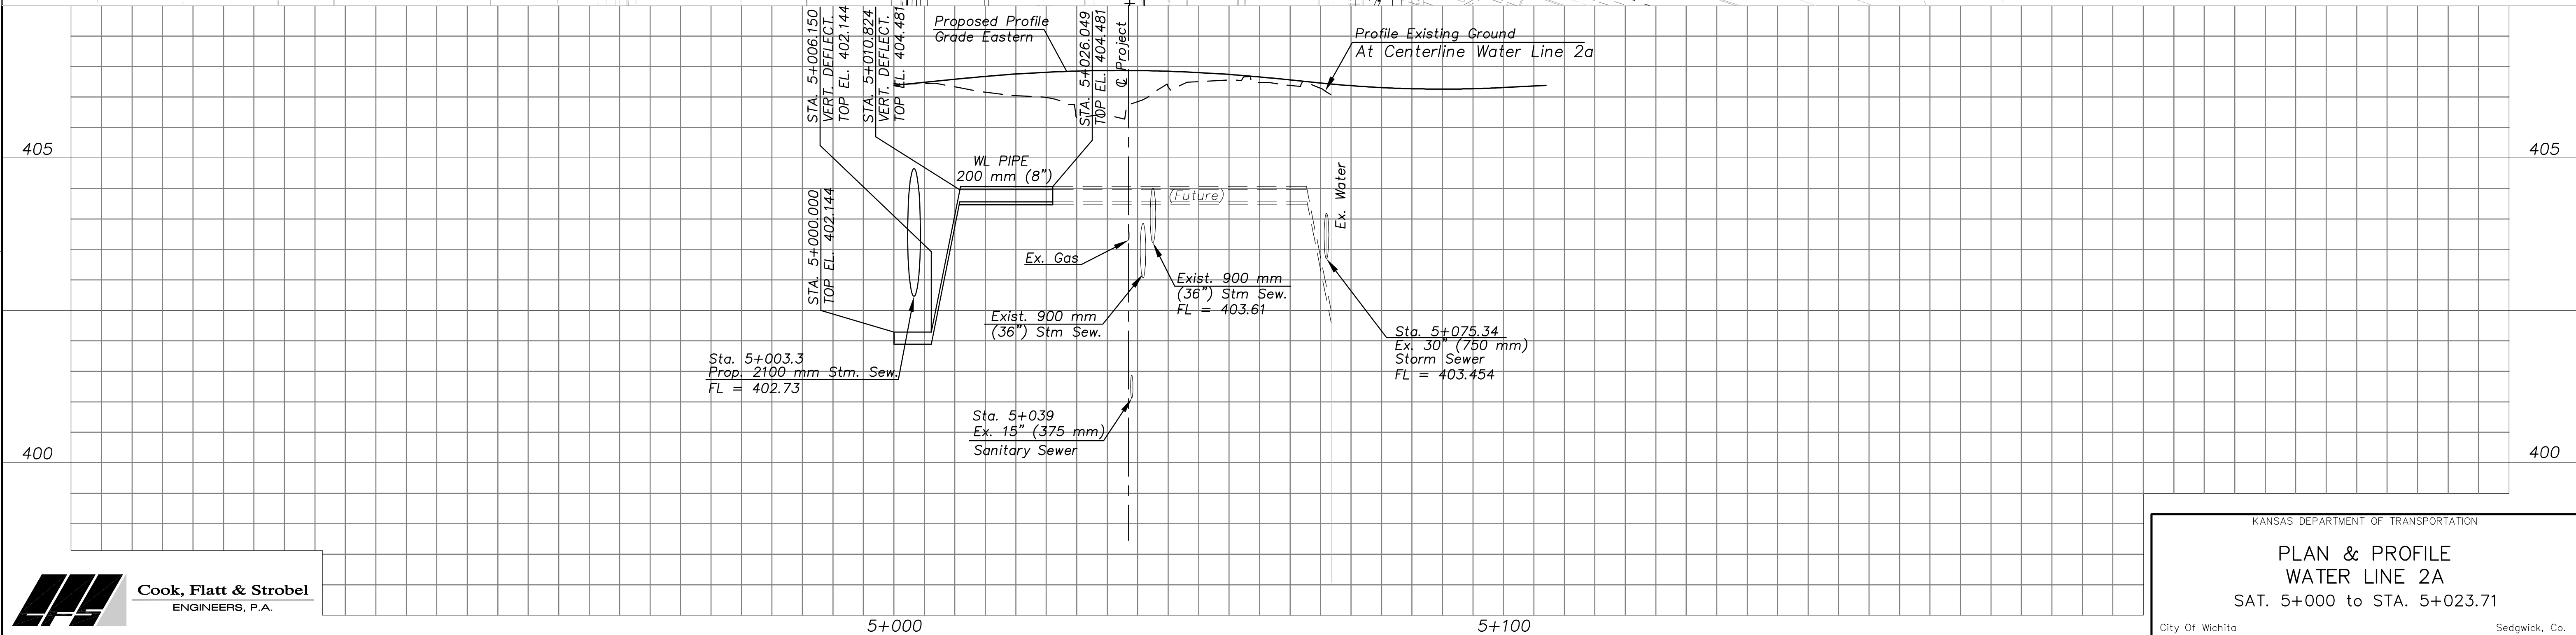 STA. 5+006.150
VERT. DEFLECT.
TOP EL. 402.144
STA. 5+010.824
VERT. DEFLECT.
TOP EL. 404.481
Proposed Profile
Grade Eastern
STA. 5+026.049
TOP EL. 404.481
℄ Project
Profile Existing Ground
At Centerline Water Line 2a
405
405
WL PIPE
200 mm (8")
(Future)
Ex. Water
STA. 5+000.000
TOP EL. 402.144
Ex. Gas
Exist. 900 mm
(36") Stm Sew.
FL = 403.61
Exist. 900 mm
(36") Stm Sew.
Sta. 5+075.34
Ex. 30" (750 mm)
Storm Sewer
FL = 403.454
Sta. 5+003.3
Prop. 2100 mm Stm. Sew.
FL = 402.73
Sta. 5+039
Ex. 15" (375 mm)
Sanitary Sewer
400
400
KANSAS DEPARTMENT OF TRANSPORTATION
PLAN & PROFILE
WATER LINE 2A
SAT. 5+000 to STA. 5+023.71
City Of Wichita
Sedgwick, Co.
CFS
Cook, Flatt & Strobel
ENGINEERS, P.A.
5+000
5+100